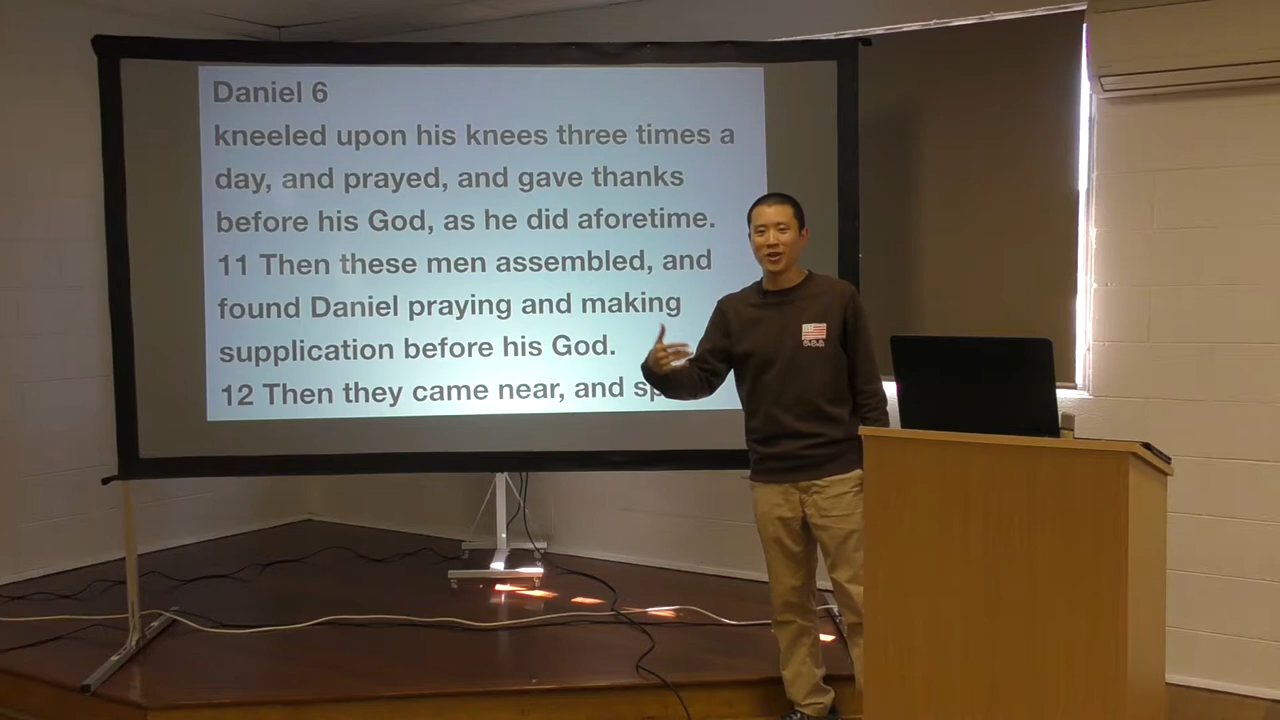 Daniel 6
kneeled upon his knees three times a
day, and prayed, and gave thanks
before his God, as he did aforetime.
11 Then these men assembled, and
found Daniel praying and making
supplication before his God.
12 Then they came near, and